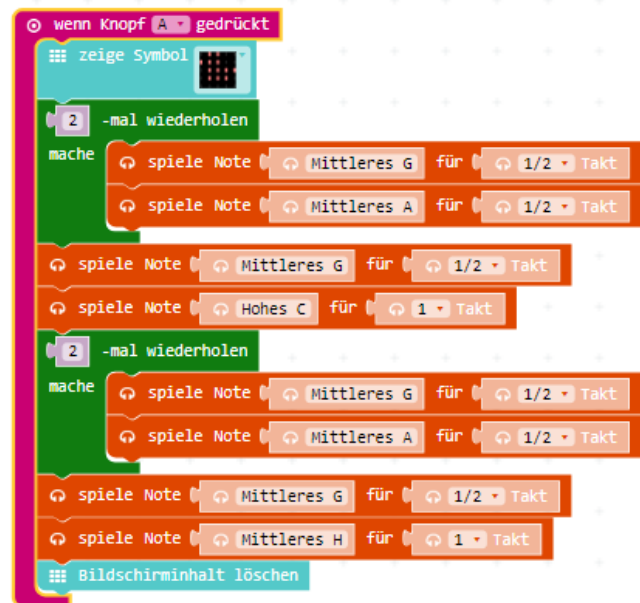 wenn Knopf A gedrückt
zeige Symbol
2 -mal wiederholen
mache
spiele Note Mittleres G für 1/2 Takt
spiele Note Mittleres A für 1/2 Takt
spiele Note Mittleres G für 1/2 Takt
spiele Note Hohes C für 1 Takt
2 -mal wiederholen
mache
spiele Note Mittleres G für 1/2 Takt
spiele Note Mittleres A für 1/2 Takt
spiele Note Mittleres G für 1/2 Takt
spiele Note Mittleres H für 1 Takt
Bildschirminhalt löschen